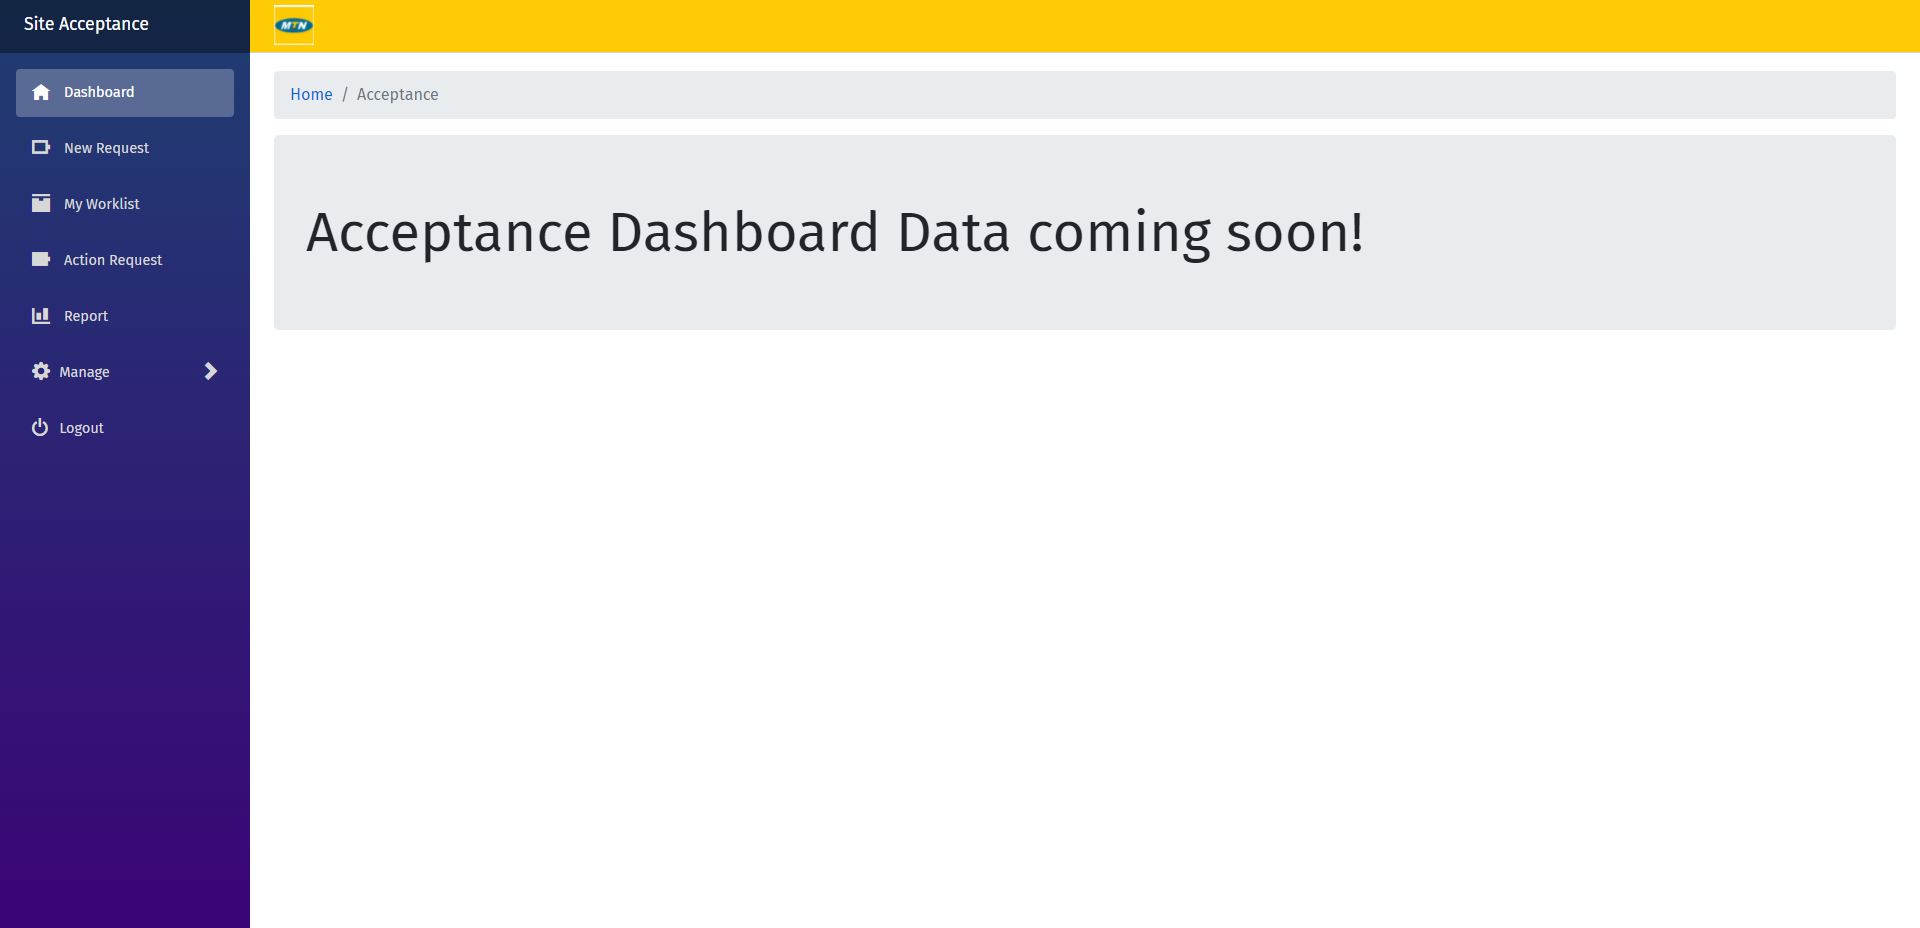 Site Acceptance
MTN
Dashboard
New Request
My Worklist
Action Request
Report
Manage
Logout
Home / Acceptance
Acceptance Dashboard Data coming soon!